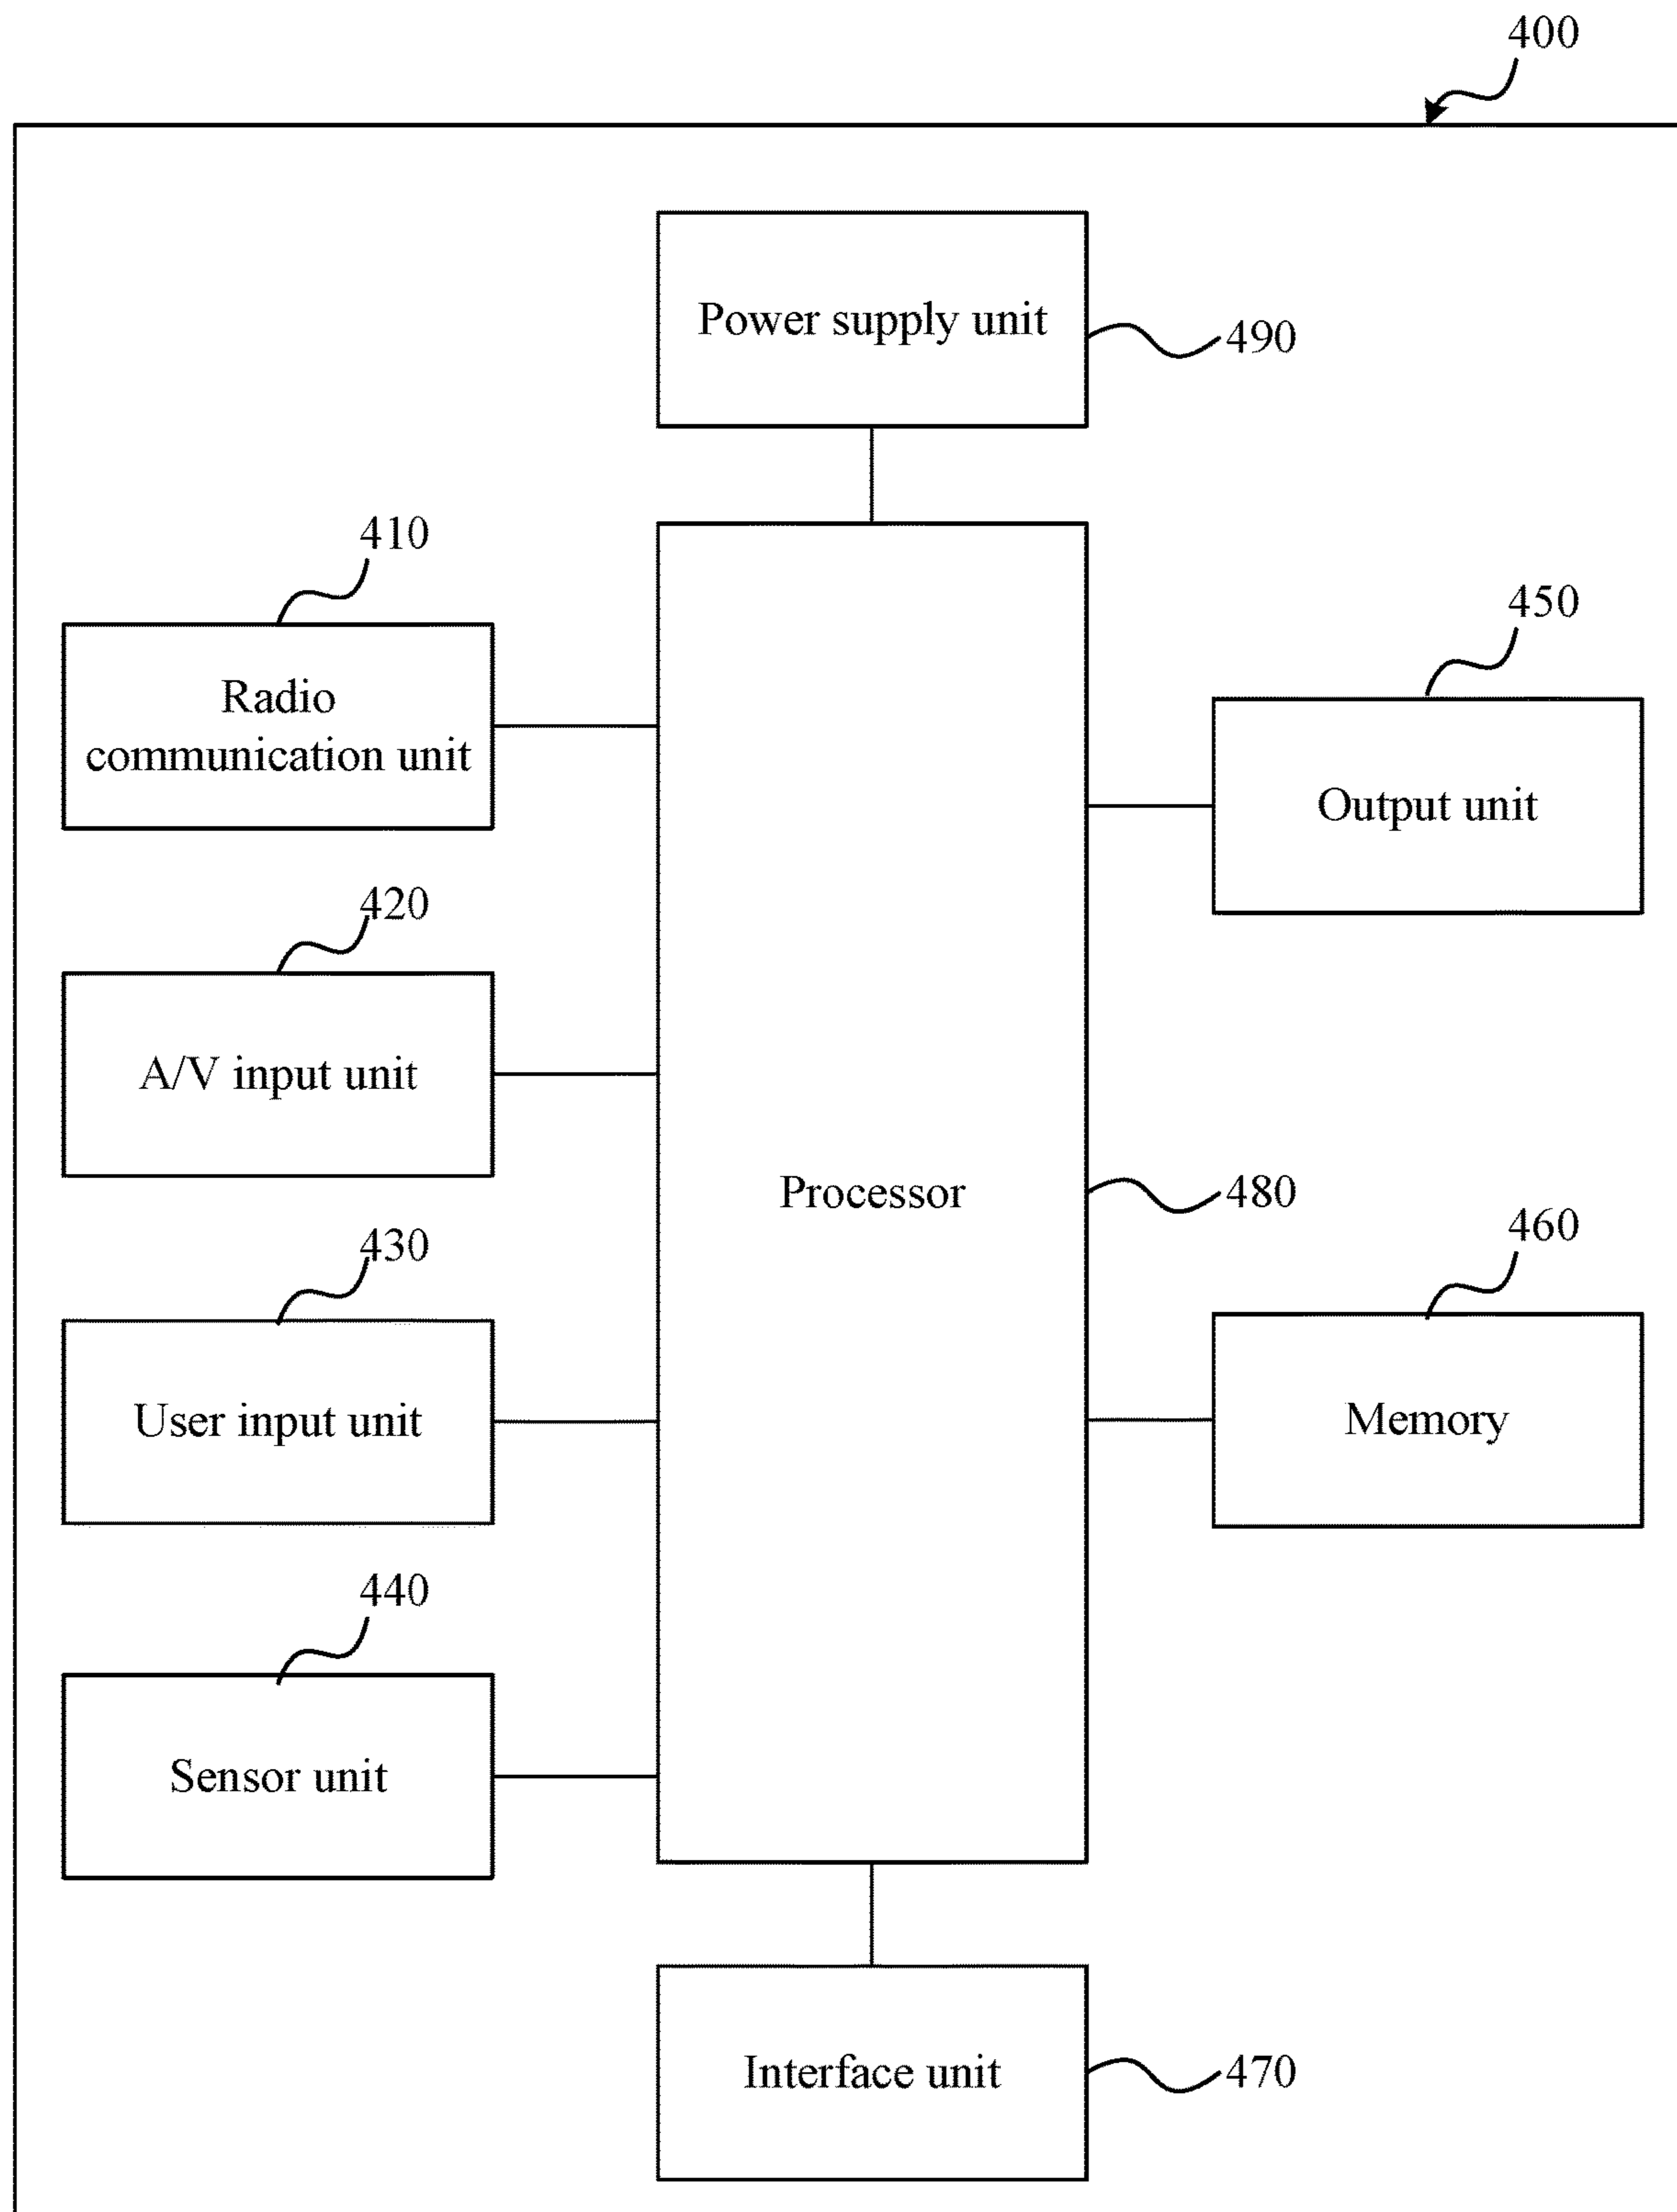 400
Power supply unit
490
410
Radio
communication unit
450
Output unit
420
A/V input unit
Processor
480
430
User input unit
460
Memory
440
Sensor unit
Interface unit
470